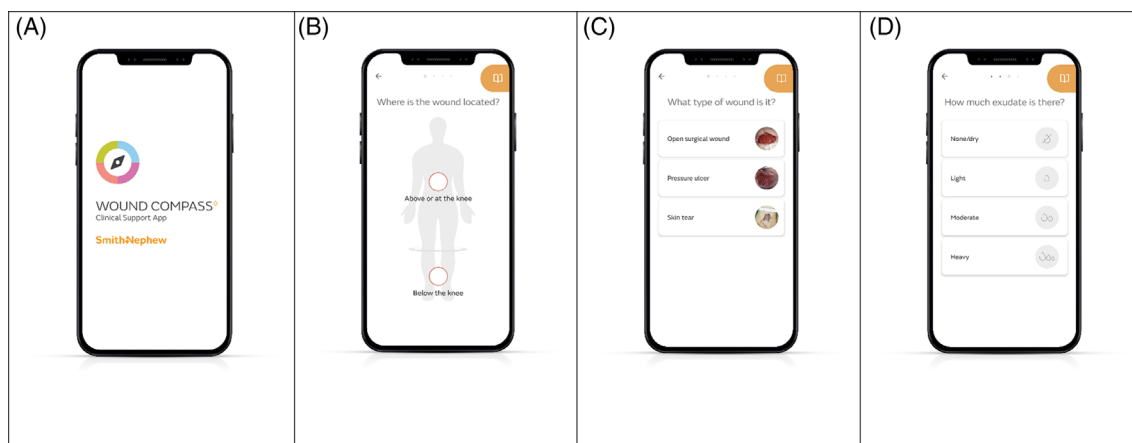 (A)
WOUND COMPASS◊
Clinical Support App
Smith+Nephew
(B)
Where is the wound located?
Above or at the knee
Below the knee
(C)
What type of wound is it?
Open surgical wound
Pressure ulcer
Skin tear
(D)
How much exudate is there?
None/dry
Light
Moderate
Heavy